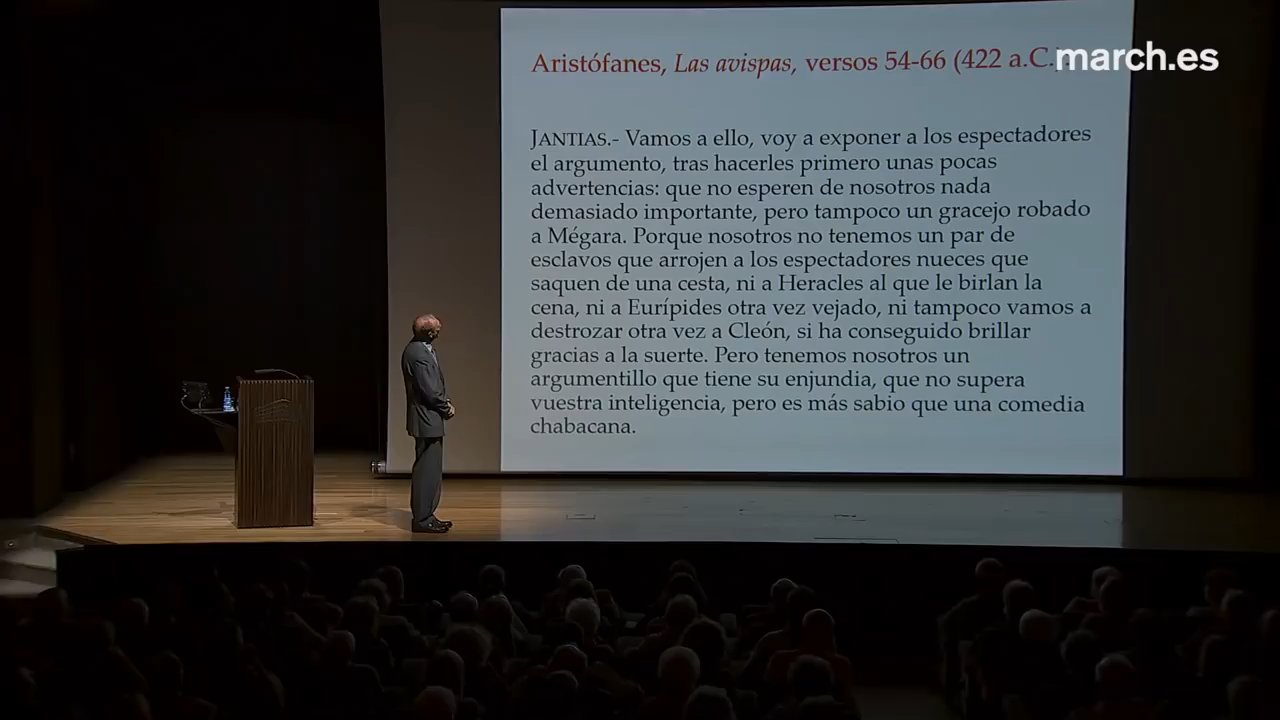 Aristófanes, Las avispas, versos 54-66 (422 a.C.).
march.es
JANTIAS.- Vamos a ello, voy a exponer a los espectadores
el argumento, tras hacerles primero unas pocas
advertencias: que no esperen de nosotros nada
demasiado importante, pero tampoco un gracejo robado
a Mégara. Porque nosotros no tenemos un par de
esclavos que arrojen a los espectadores nueces que
saquen de una cesta, ni a Heracles al que le birlan la
cena, ni a Eurípides otra vez vejado, ni tampoco vamos a
destrozar otra vez a Cleón, si ha conseguido brillar
gracias a la suerte. Pero tenemos nosotros un
argumentillo que tiene su enjundia, que no supera
vuestra inteligencia, pero es más sabio que una comedia
chabacana.